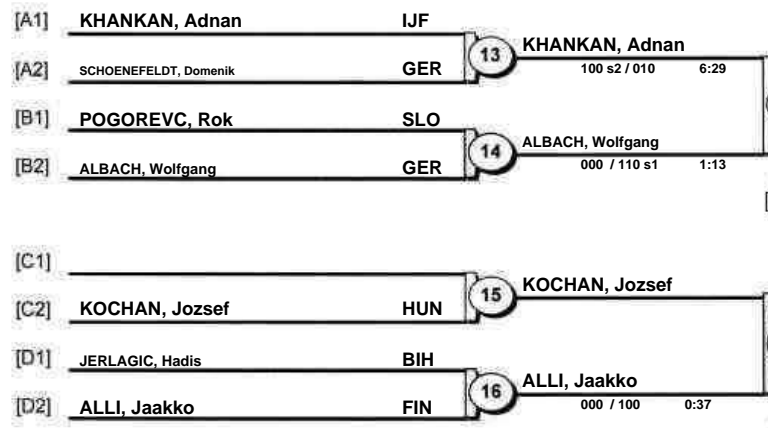 [A1] KHANKAN, Adnan IJF
13 KHANKAN, Adnan
100 s2 / 010 6:29
[A2] SCHOENEFELDT, Domenik GER
[B1] POGOREVC, Rok SLO
14 ALBACH, Wolfgang
000 / 110 s1 1:13
[B2] ALBACH, Wolfgang GER
[C1]
15 KOCHAN, Jozsef
[C2] KOCHAN, Jozsef HUN
[D1] JERLAGIC, Hadis BIH
16 ALLI, Jaakko
000 / 100 0:37
[D2] ALLI, Jaakko FIN